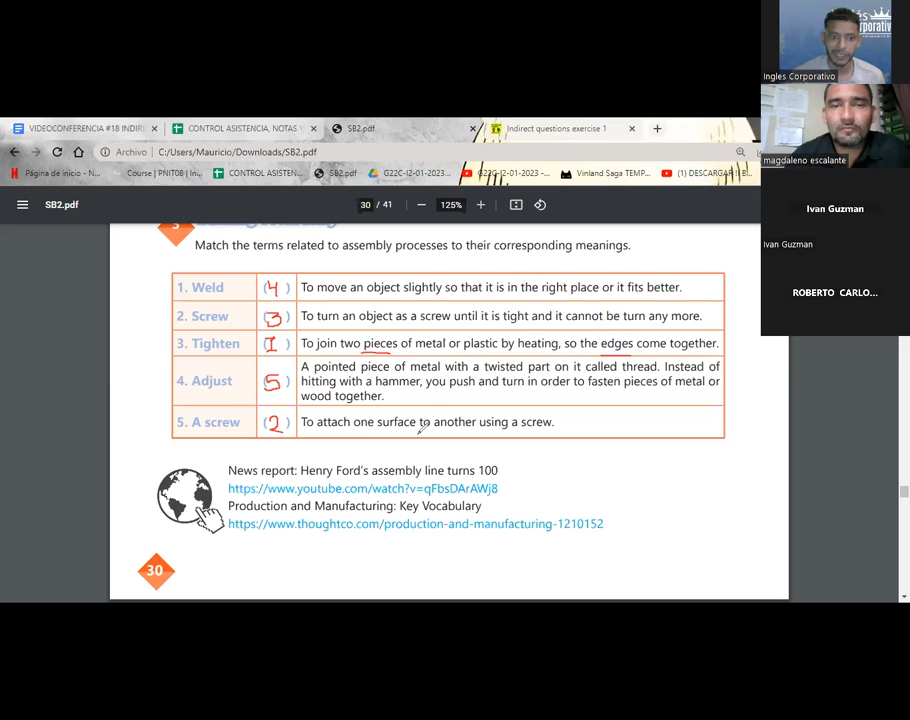 VIDEOCONFERENCIA #18 INDIR
CONTROL ASISTENCIA, NOTAS
SB2.pdf
Indirect questions exercise 1
Archivo
C:/Users/Mauricio/Downloads/SB2.pdf
Página de inicio - N...
Course | PNIT08 | In...
CONTROL ASISTEN...
SB2.pdf
G22C-I2-01-2023...
G22C-I2-01-2023 -...
Vinland Saga TEMP...
(1) DESCARGAR
SB2.pdf
30 / 41
125%
Match the terms related to assembly processes to their corresponding meanings.
1. Weld (4) To move an object slightly so that it is in the right place or it fits better.
2. Screw (3) To turn an object as a screw until it is tight and it cannot be turn any more.
3. Tighten (1) To join two pieces of metal or plastic by heating, so the edges come together.
4. Adjust (5) A pointed piece of metal with a twisted part on it called thread. Instead of
hitting with a hammer, you push and turn in order to fasten pieces of metal or
wood together.
5. A screw (2) To attach one surface to another using a screw.
News report: Henry Ford's assembly line turns 100
https://www.youtube.com/watch?v=qFbsDArAWj8
Production and Manufacturing: Key Vocabulary
https://www.thoughtco.com/production-and-manufacturing-1210152
30
Ingles Corporativo
magdaleno escalante
Ivan Guzman
Ivan Guzman
ROBERTO CARLO...